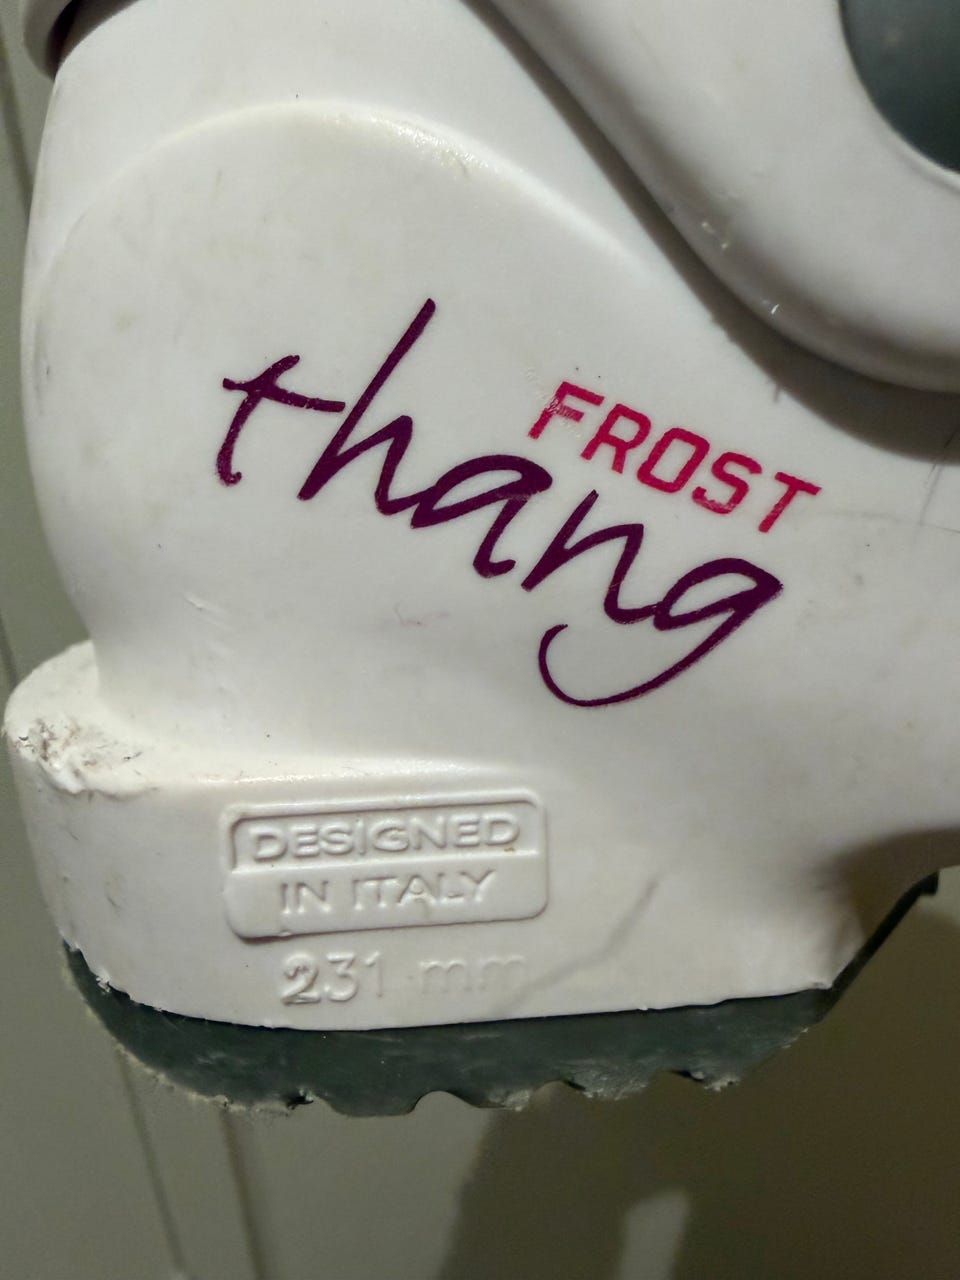 FROST
thang
DESIGNED
IN ITALY
231 mm